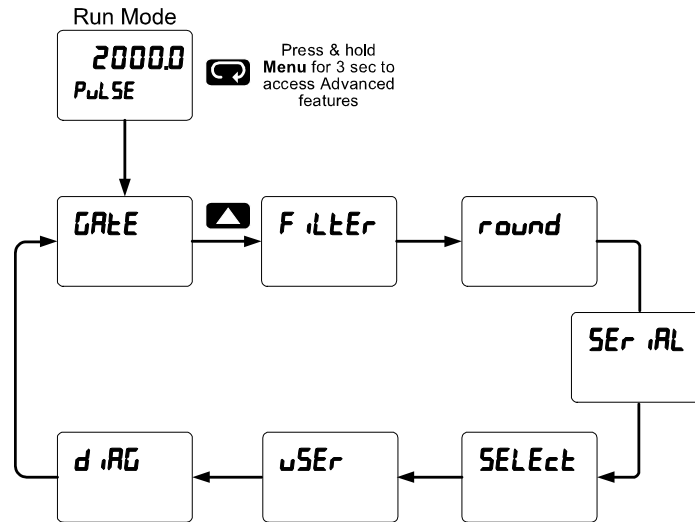 Run Mode
2000.0
PuLSE
Press & hold
Menu for 3 sec to
access Advanced
features
GAtE
FiLtEr
round
SEriAL
diAG
uSEr
SELEct